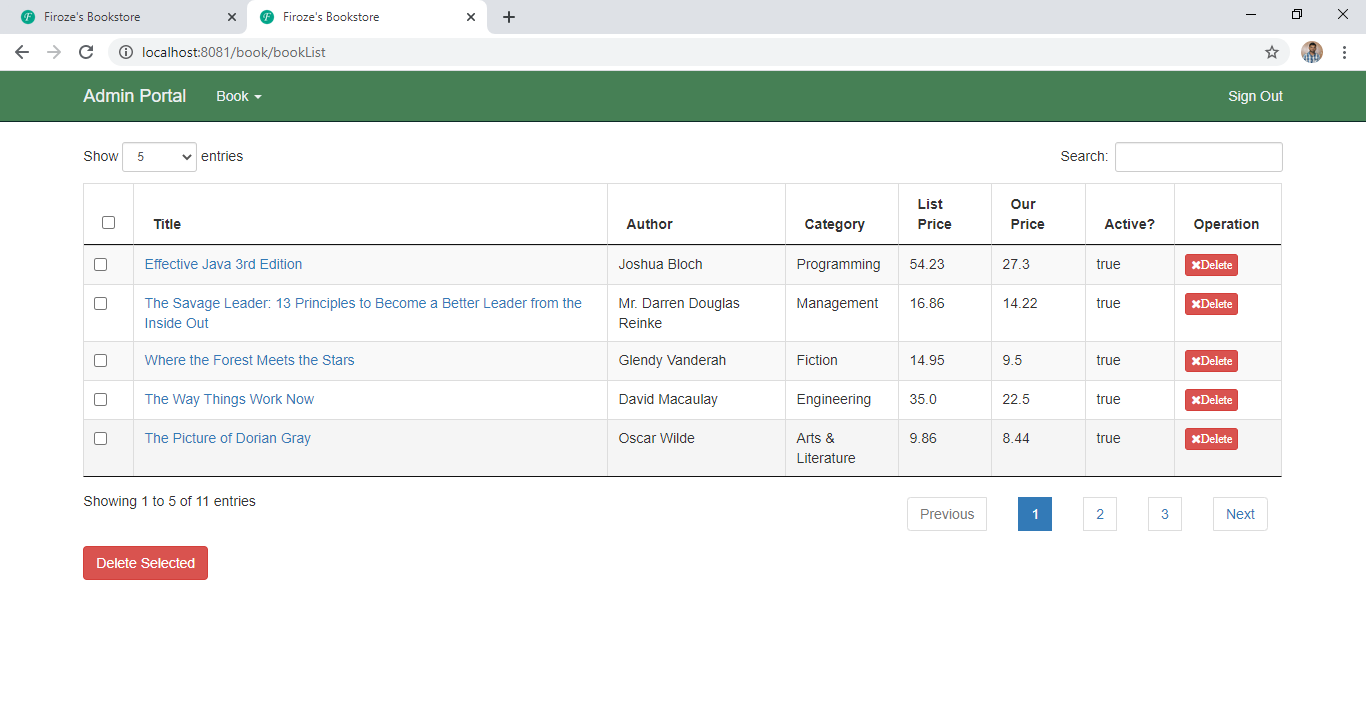 Firoze's Bookstore
Firoze's Bookstore
localhost:8081/book/bookList
Admin Portal Book Sign Out
Show 5 entries Search:
Title Author Category List Price Our Price Active? Operation
Effective Java 3rd Edition Joshua Bloch Programming 54.23 27.3 true ✖Delete
The Savage Leader: 13 Principles to Become a Better Leader from the Inside Out Mr. Darren Douglas Reinke Management 16.86 14.22 true ✖Delete
Where the Forest Meets the Stars Glendy Vanderah Fiction 14.95 9.5 true ✖Delete
The Way Things Work Now David Macaulay Engineering 35.0 22.5 true ✖Delete
The Picture of Dorian Gray Oscar Wilde Arts & Literature 9.86 8.44 true ✖Delete
Showing 1 to 5 of 11 entries Previous 1 2 3 Next
Delete Selected